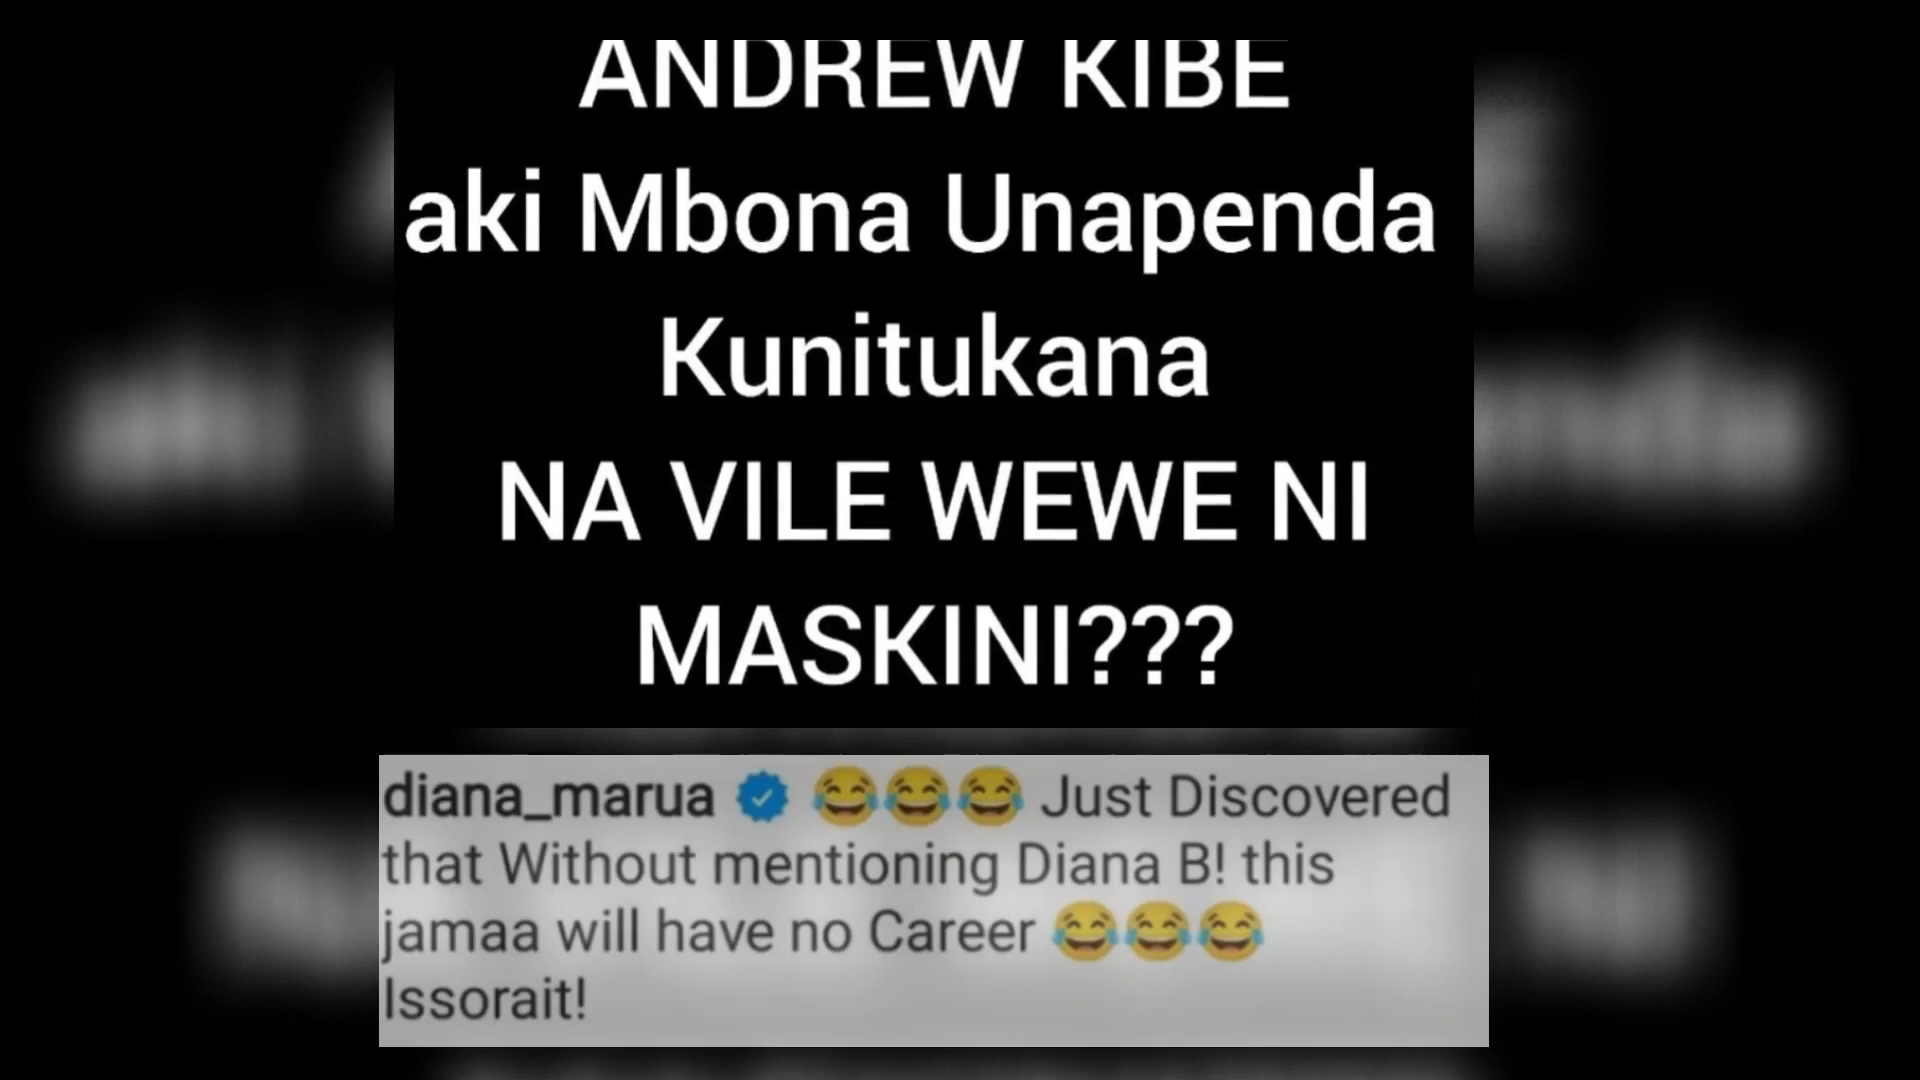 ANDREW KIBE
aki Mbona Unapenda
Kunitukana
NA VILE WEWE NI
MASKINI???
diana_marua 😂😂😂 Just Discovered
that Without mentioning Diana B! this
jamaa will have no Career 😂😂😂
Issorait!